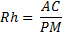 Rh = AC / PM